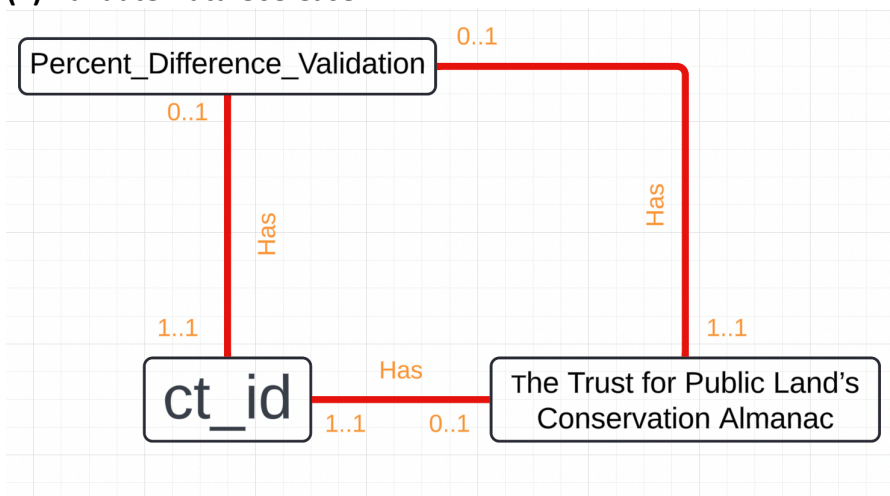 0..1
Percent_Difference_Validation
0..1
Has
Has
1..1
1..1
ct_id
Has
1..1
0..1
The Trust for Public Land’s
Conservation Almanac